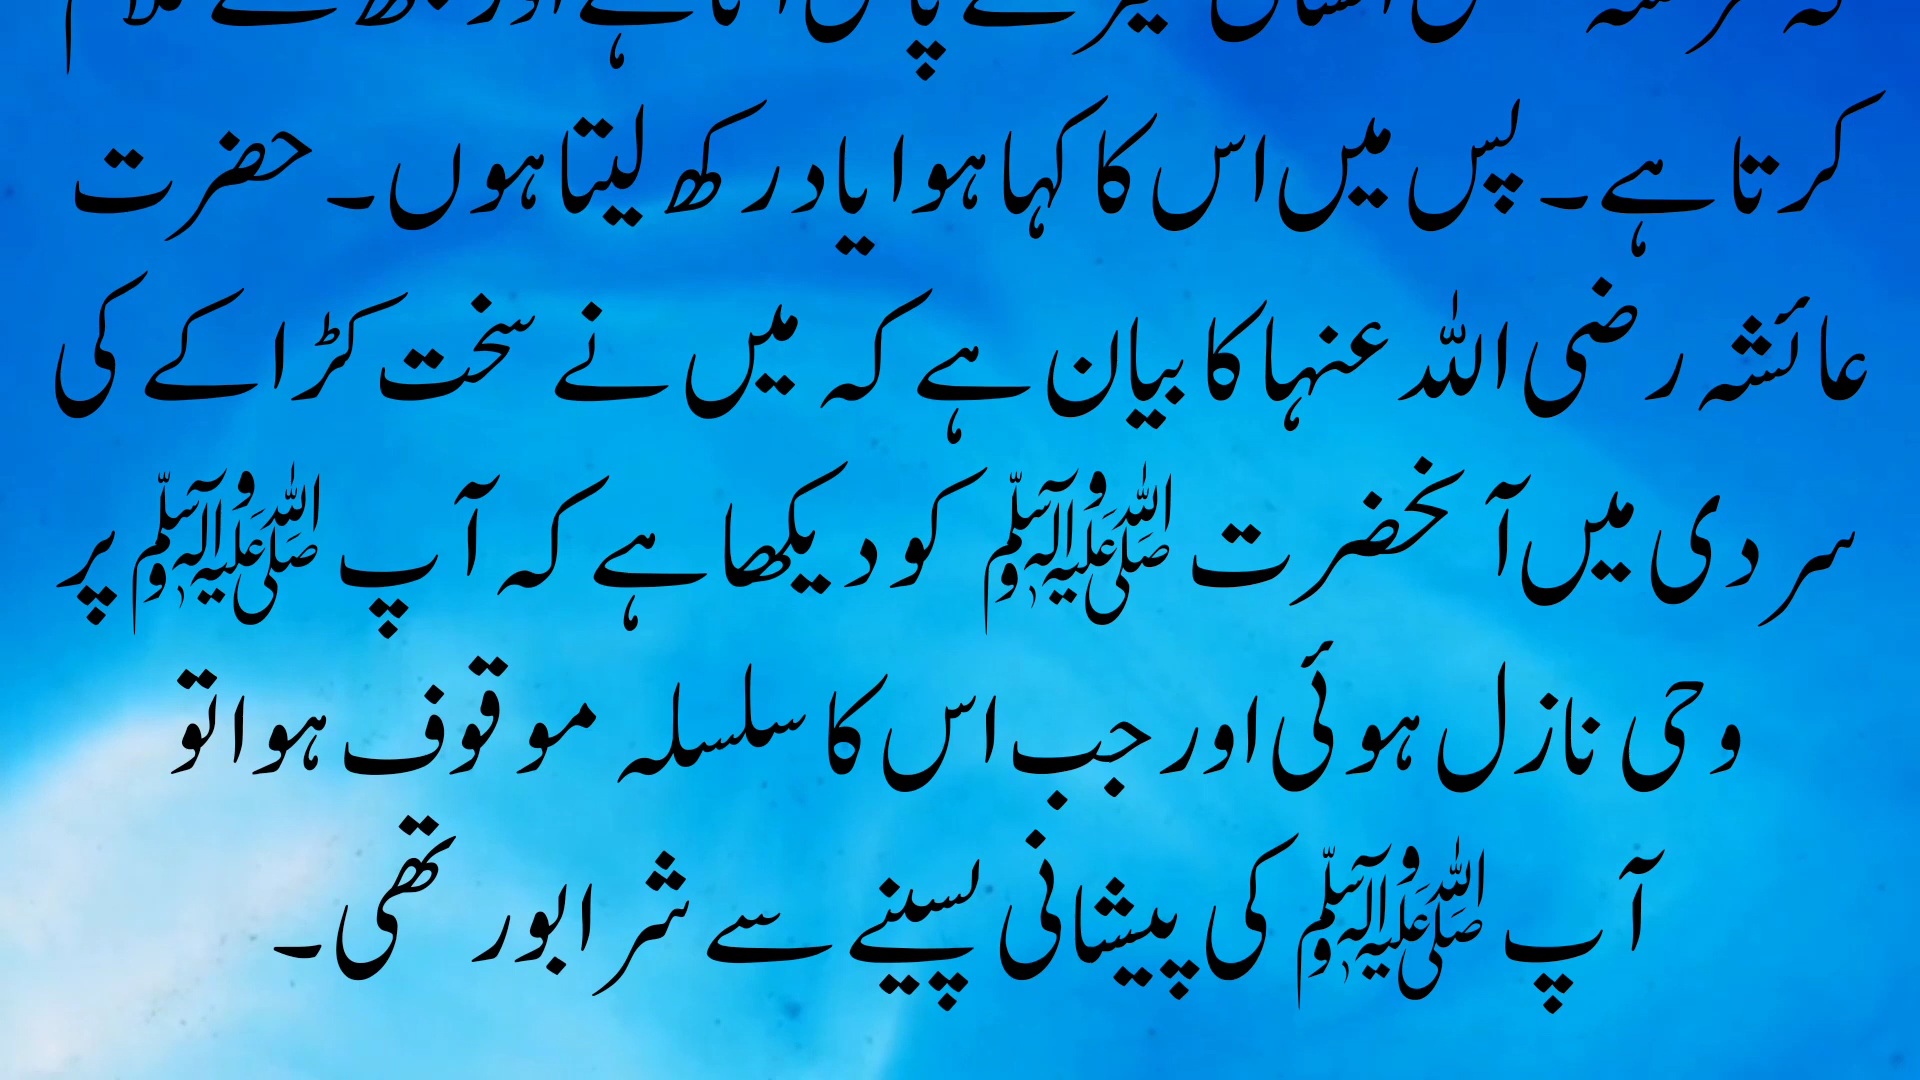 کرتا ہے۔ پس میں اس کا کہا ہوا یاد رکھ لیتا ہوں۔ حضرت
عائشہ رضی اللہ عنہا کا بیان ہے کہ میں نے سخت کڑاکے کی
سردی میں آنحضرت ﷺ کو دیکھا ہے کہ آپ ﷺ پر
وحی نازل ہوئی اور جب اس کا سلسلہ موقوف ہوا تو
آپ ﷺ کی پیشانی پسینے سے شرابور تھی۔